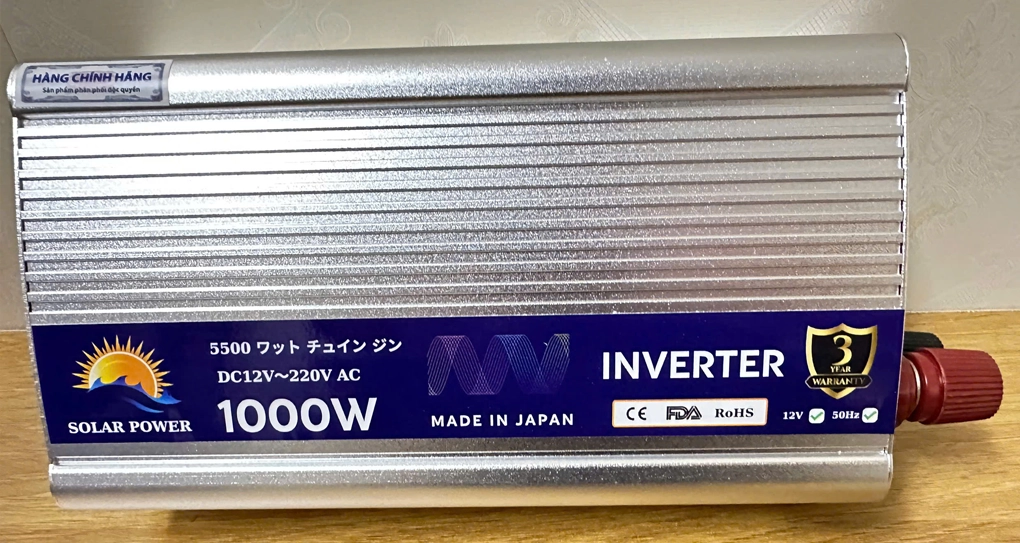 HÀNG CHÍNH HÃNG
Sản phẩm phân phối độc quyền
5500 ワット チュイン ジン
DC12V～220V AC
1000W
SOLAR POWER
MADE IN JAPAN
INVERTER
CE FDA RoHS
3
YEAR
WARRANTY
12V 50Hz